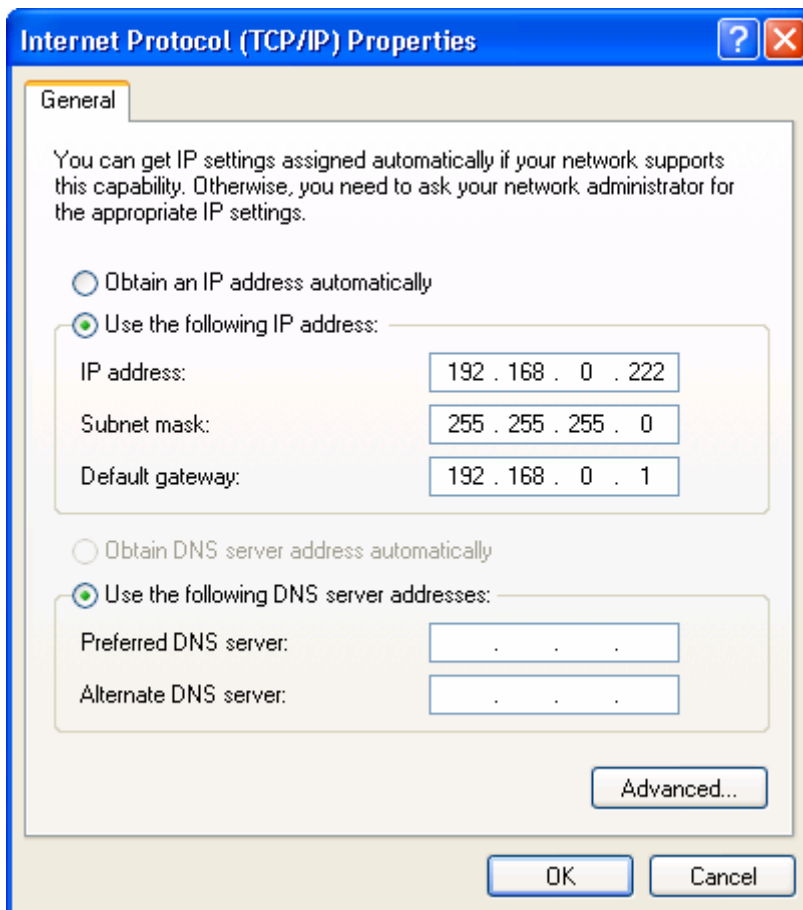 Internet Protocol (TCP/IP) Properties
General
You can get IP settings assigned automatically if your network supports
this capability. Otherwise, you need to ask your network administrator for
the appropriate IP settings.
Obtain an IP address automatically
Use the following IP address:
IP address: 192 . 168 . 0 . 222
Subnet mask: 255 . 255 . 255 . 0
Default gateway: 192 . 168 . 0 . 1
Obtain DNS server address automatically
Use the following DNS server addresses:
Preferred DNS server: . . .
Alternate DNS server: . . .
Advanced...
OK Cancel